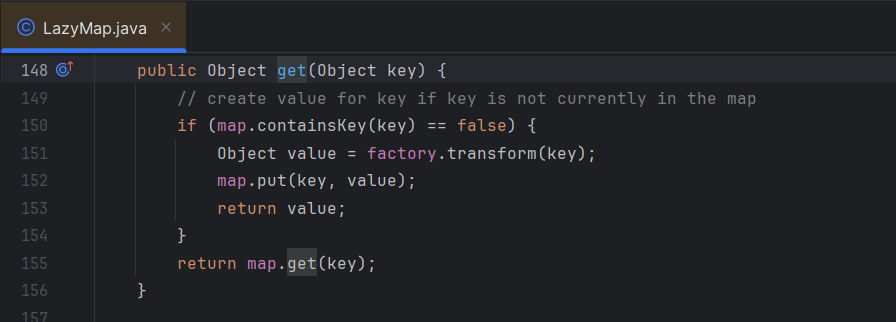 LazyMap.java
148 public Object get(Object key) {
149 // create value for key if key is not currently in the map
150 if (map.containsKey(key) == false) {
151 Object value = factory.transform(key);
152 map.put(key, value);
153 return value;
154 }
155 return map.get(key);
156 }
157